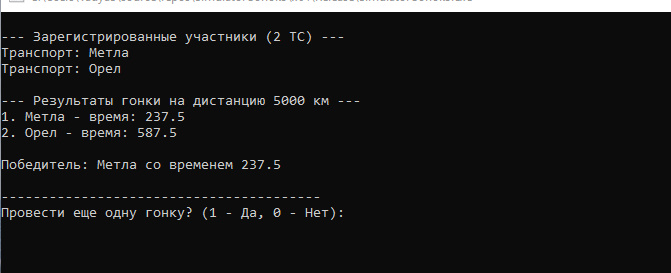 --- Зарегистрированные участники (2 ТС) ---
Транспорт: Метла
Транспорт: Орел
--- Результаты гонки на дистанцию 5000 км ---
1. Метла - время: 237.5
2. Орел - время: 587.5
Победитель: Метла со временем 237.5
----------------------------------------
Провести еще одну гонку? (1 - Да, 0 - Нет):